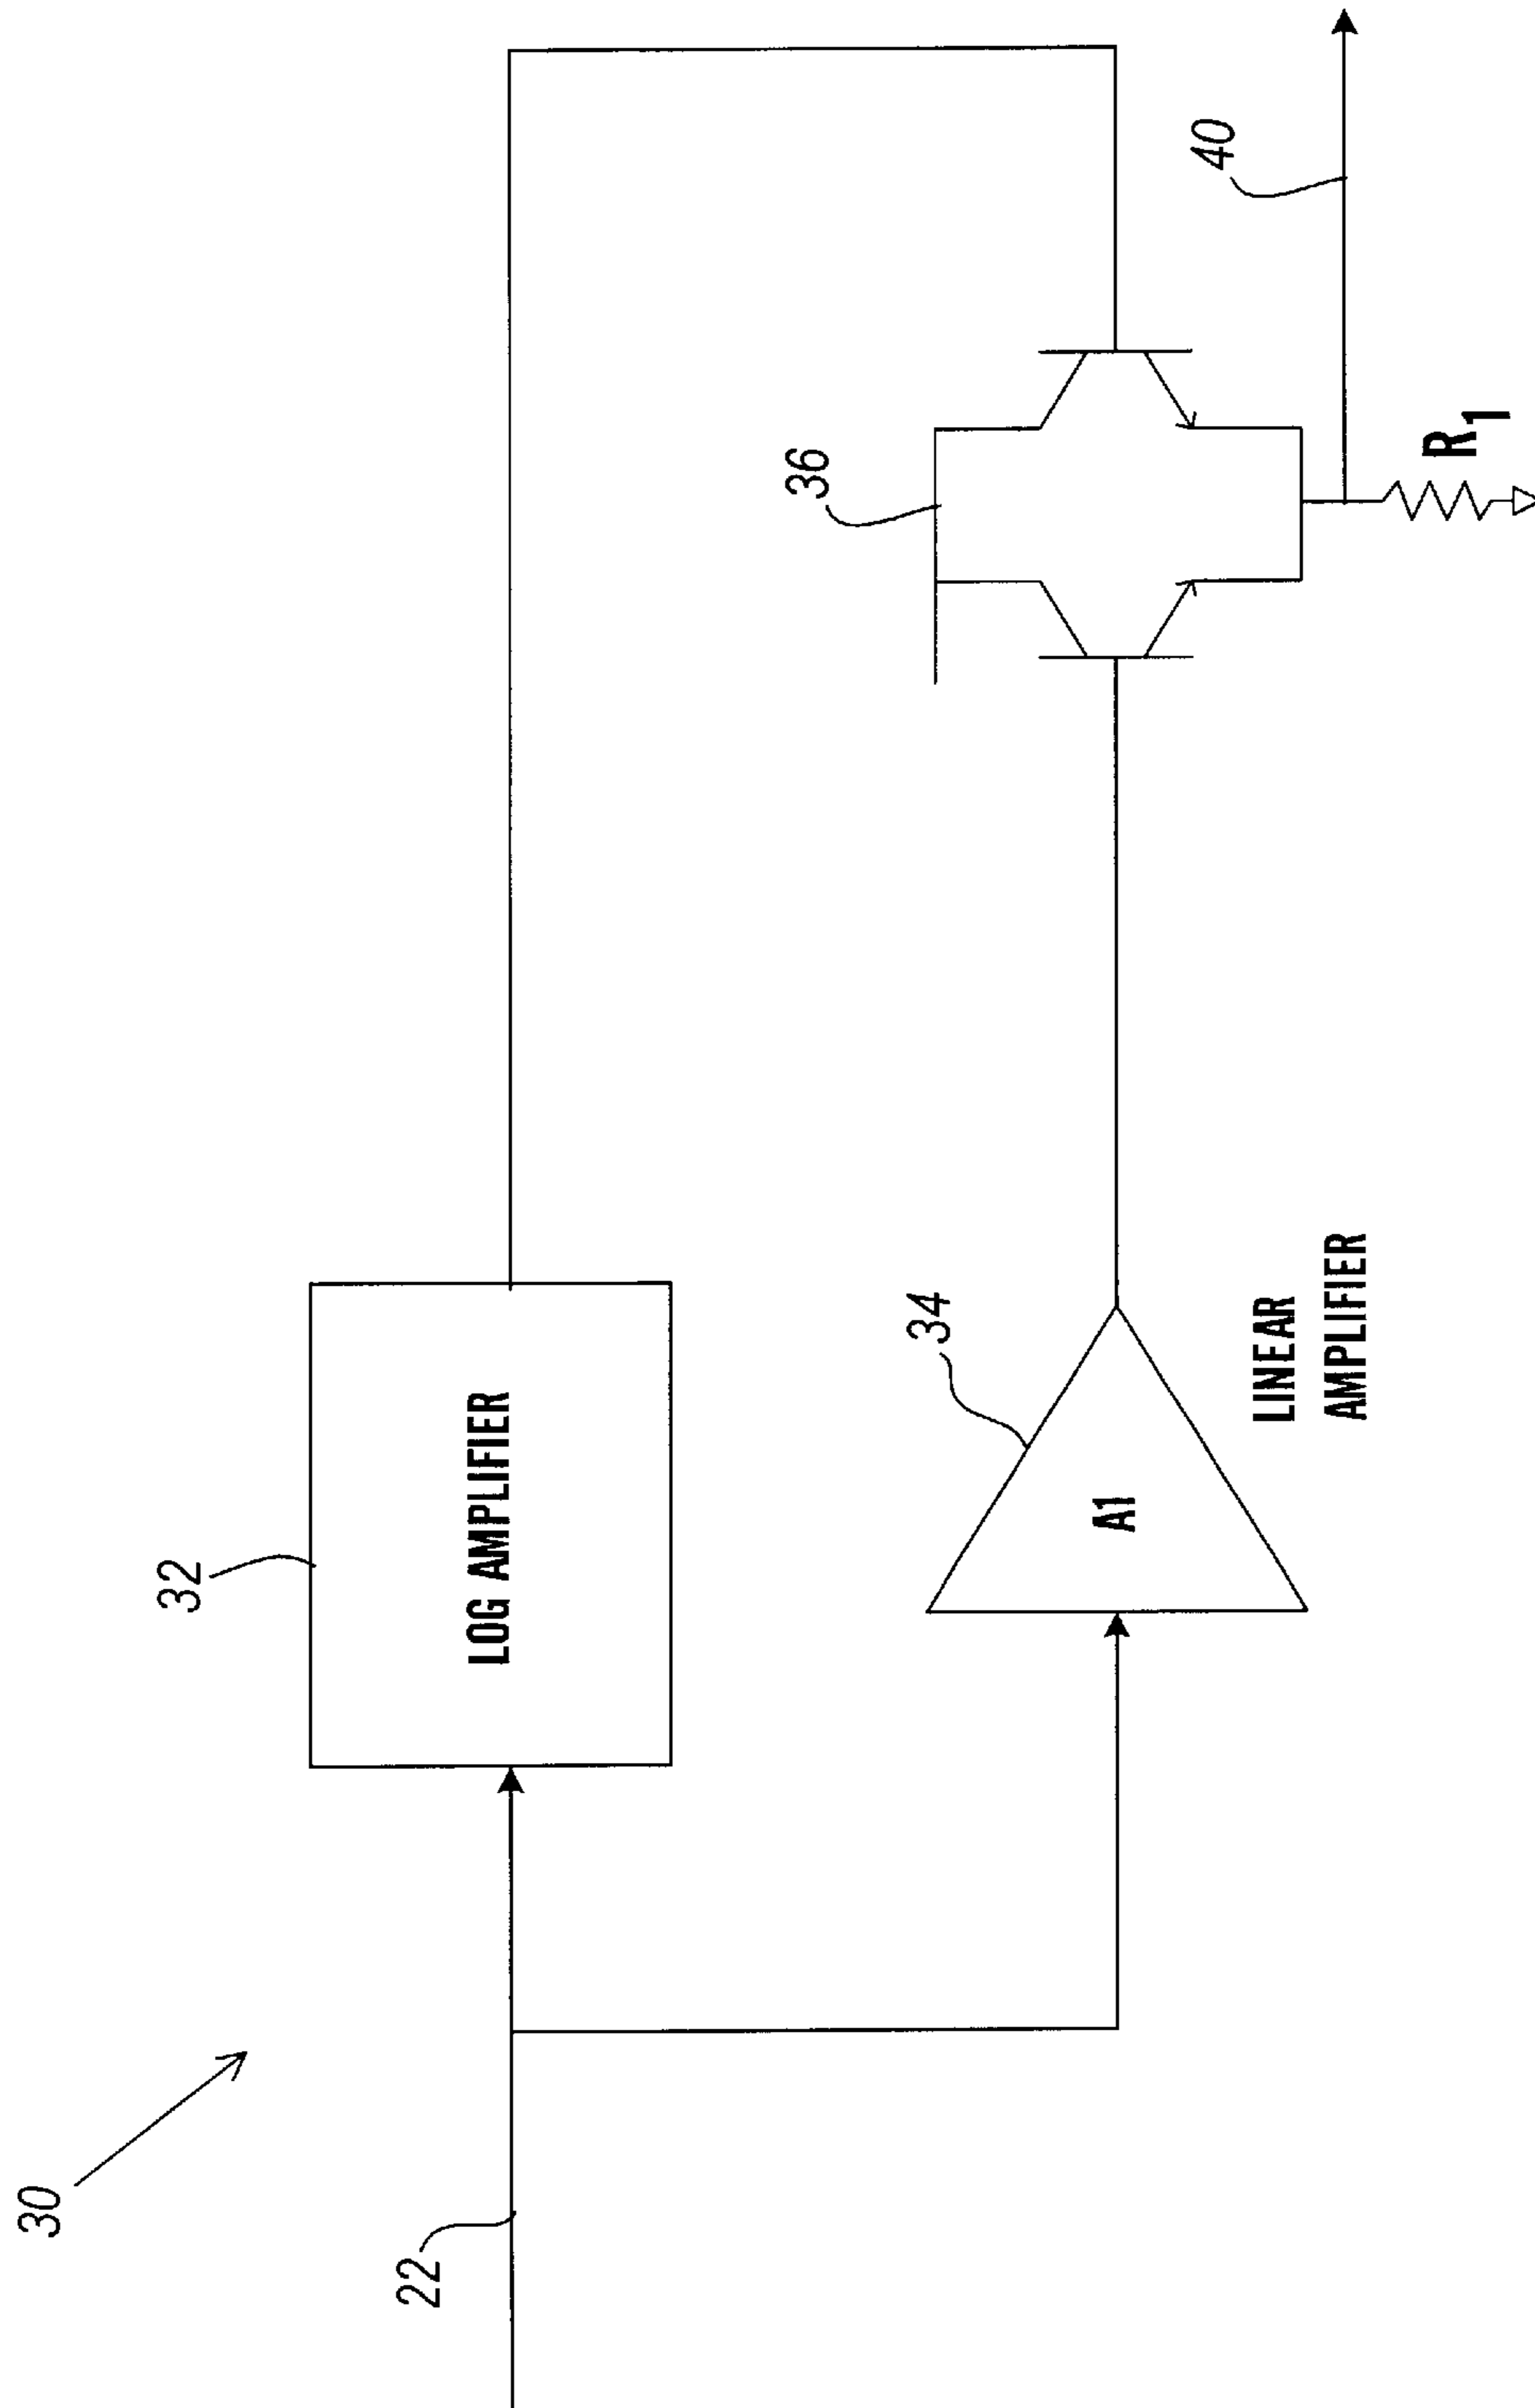 30
22
32
LOG AMPLIFIER
34
A1
LINEAR
AMPLIFIER
36
40
R1